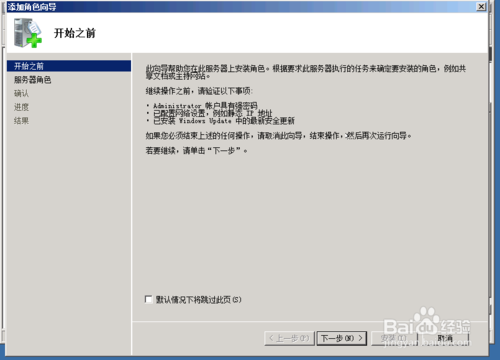 添加角色向导
开始之前
开始之前
服务器角色
确认
进度
结果
此向导帮助您在此服务器上安装角色。根据要求此服务器执行的任务来确定要安装的角色，例如共
享文档或主持网站。
继续操作之前，请验证以下事项:
• Administrator 帐户具有强密码
• 已配置网络设置，例如静态 IP 地址
• 已安装 Windows Update 中的最新安全更新
如果您必须结束上述的任何操作，请取消此向导，结束操作，然后再次运行向导。
若要继续，请单击“下一步”。
默认情况下将跳过此页(S)
< 上一步(P) 下一步(N) > 安装(I) 取消
Baidu 经验
jingyan.baidu.com